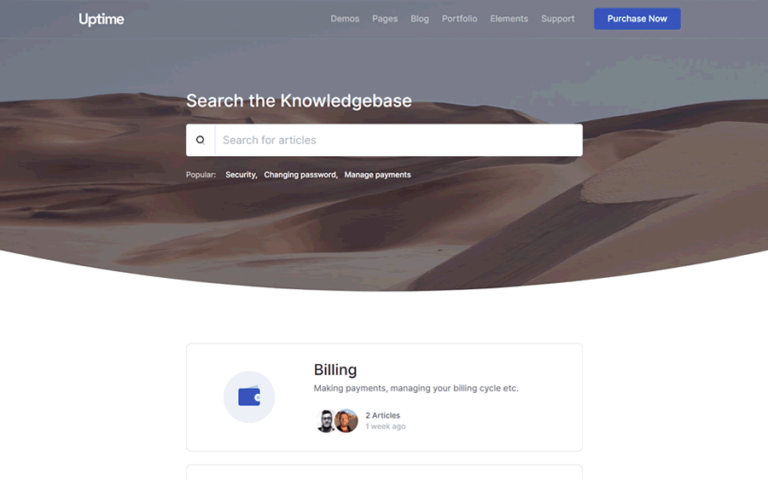 Uptime
Demos Pages Blog Portfolio Elements Support Purchase Now
Search the Knowledgebase
Search for articles
Popular: Security, Changing password, Manage payments
Billing
Making payments, managing your billing cycle etc.
2 Articles
1 week ago